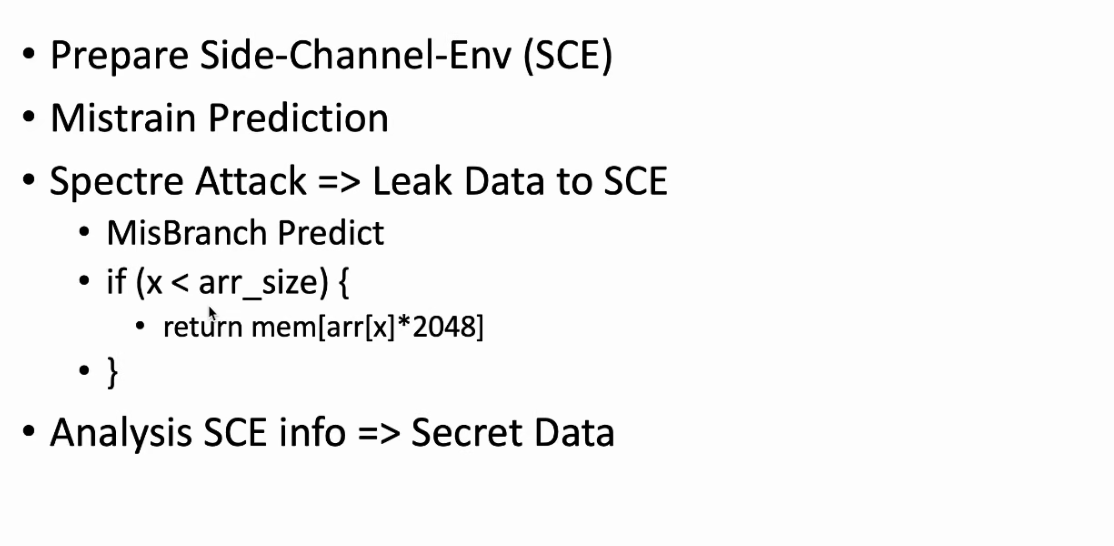 • Prepare Side-Channel-Env (SCE)
• Mistrain Prediction
• Spectre Attack => Leak Data to SCE
• MisBranch Predict
• if (x < arr_size) {
• return mem[arr[x]*2048]
• }
• Analysis SCE info => Secret Data